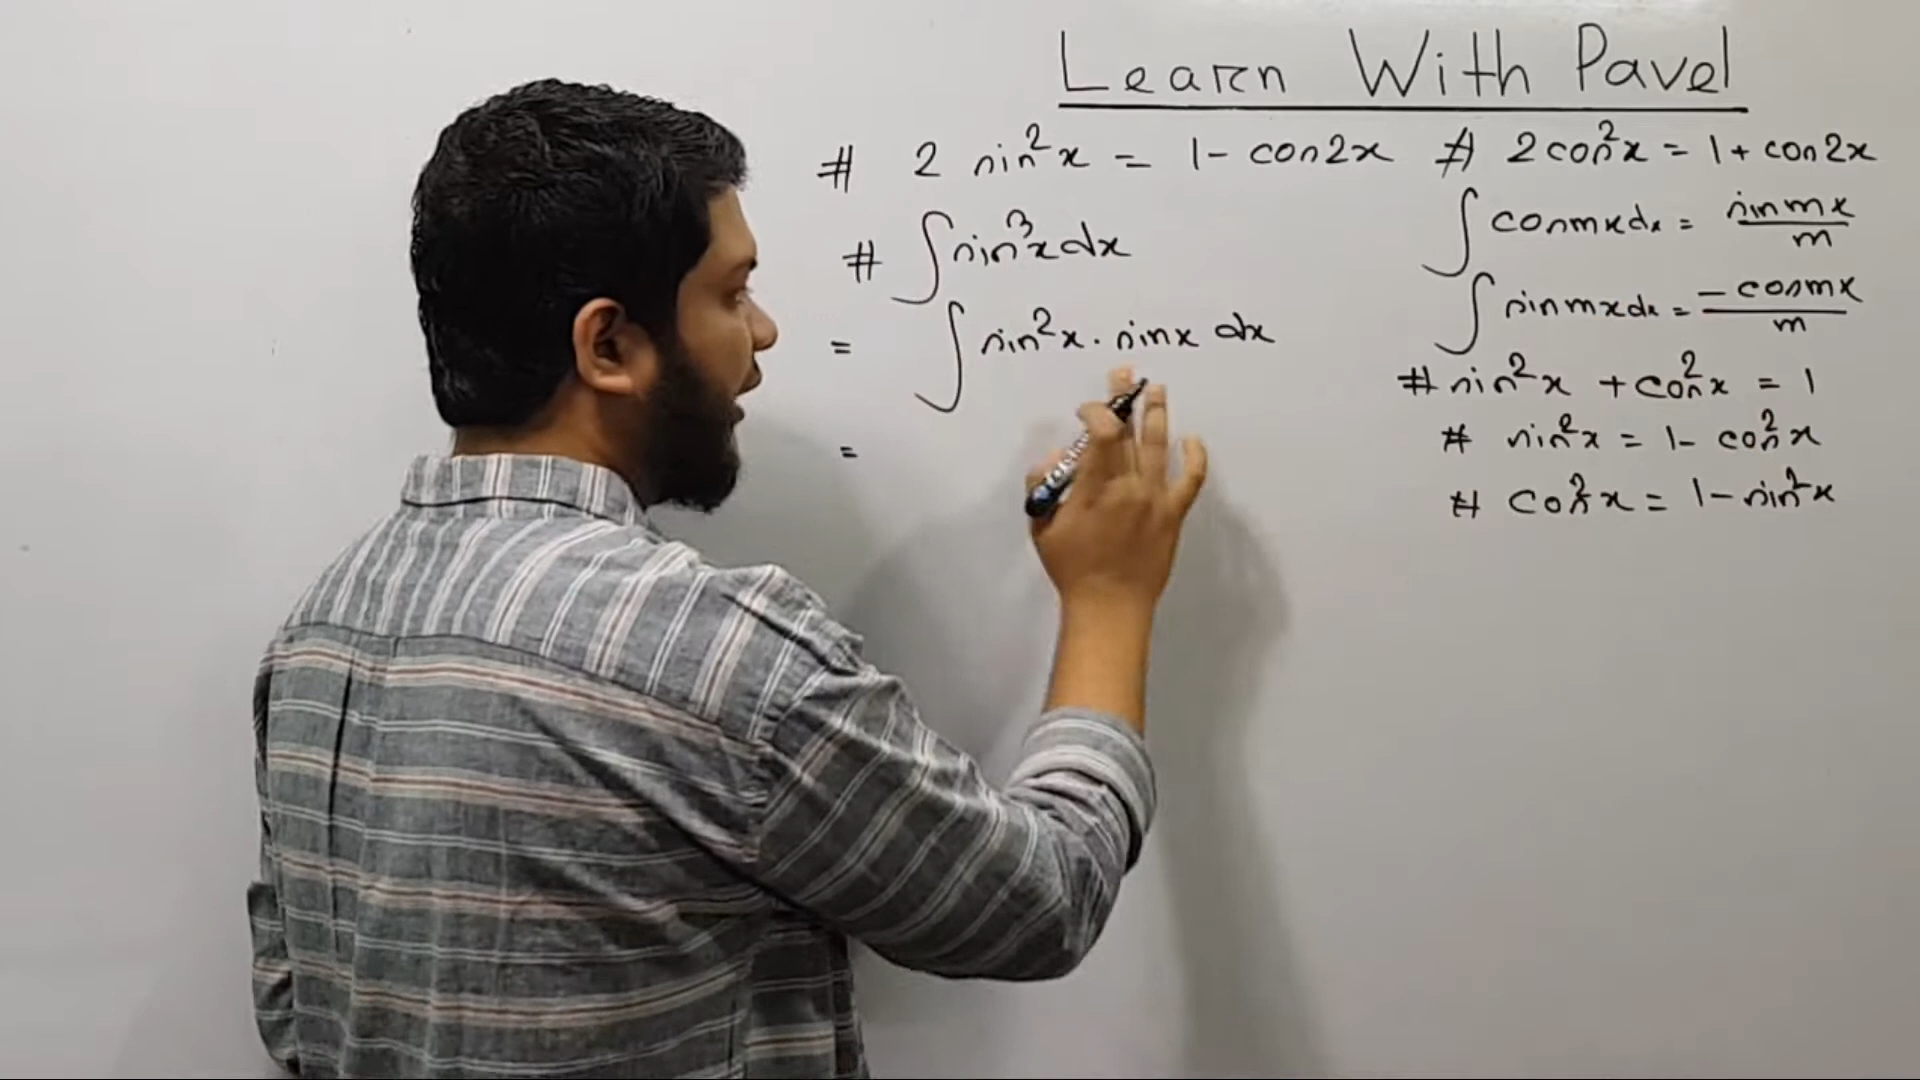 Learn With Pavel
# 2 sin²x = 1 - cos2x # 2cos²x = 1 + cos2x
# ∫sin³x dx
= ∫ sin²x . sinx dx
=
∫ cosmx dx = sinmx/m
∫ sinmx dx = -cosmx/m
# sin²x + cos²x = 1
# sin²x = 1 - cos²x
# cos²x = 1 - sin²x